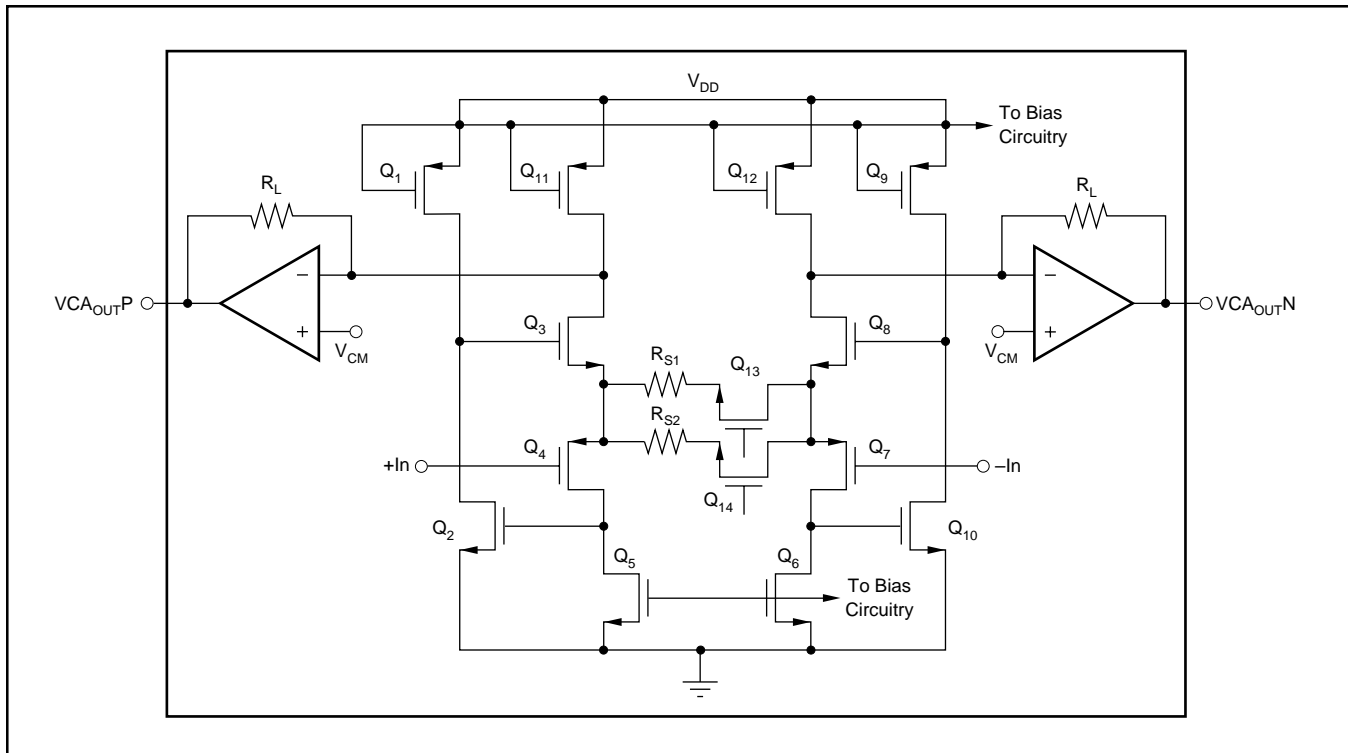 V_DD
To Bias
Circuitry
Q_1
Q_11
Q_12
Q_9
R_L
R_L
−
−
VCA_OUTP
VCA_OUTN
+
V_CM
Q_3
Q_8
V_CM
+
R_S1
Q_13
R_S2
Q_4
Q_7
+In
–In
Q_14
Q_2
Q_10
Q_5
Q_6
To Bias
Circuitry